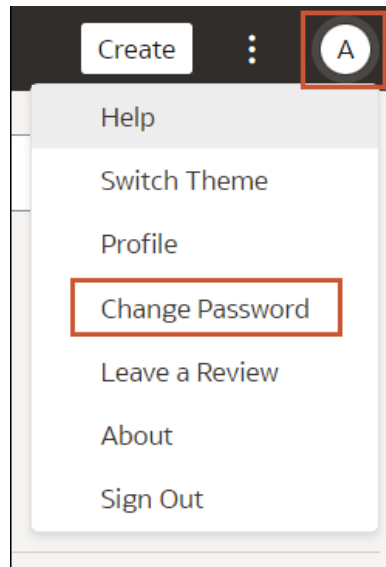 Create
A
Help
Switch Theme
Profile
Change Password
Leave a Review
About
Sign Out